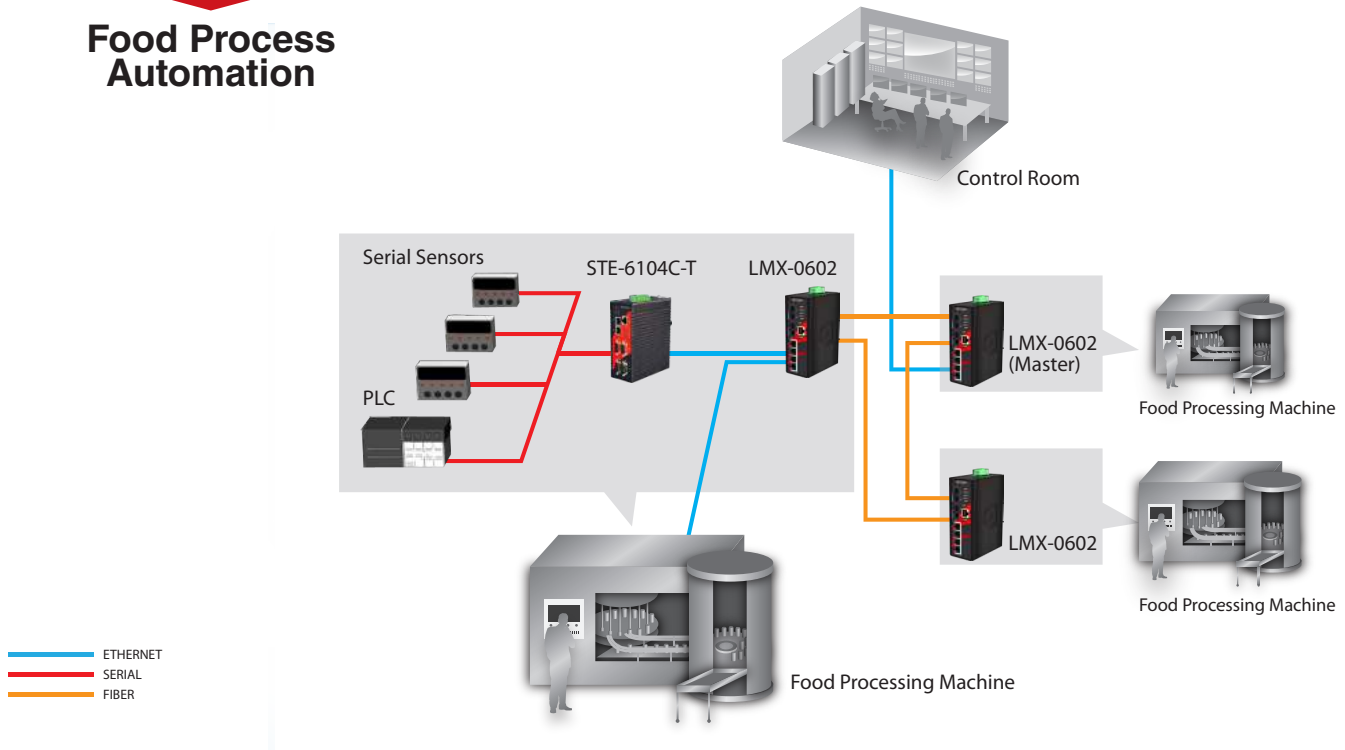 Food Process
Automation
Control Room
Serial Sensors
STE-6104C-T
LMX-0602
LMX-0602
(Master)
PLC
Food Processing Machine
LMX-0602
Food Processing Machine
Food Processing Machine
ETHERNET
SERIAL
FIBER